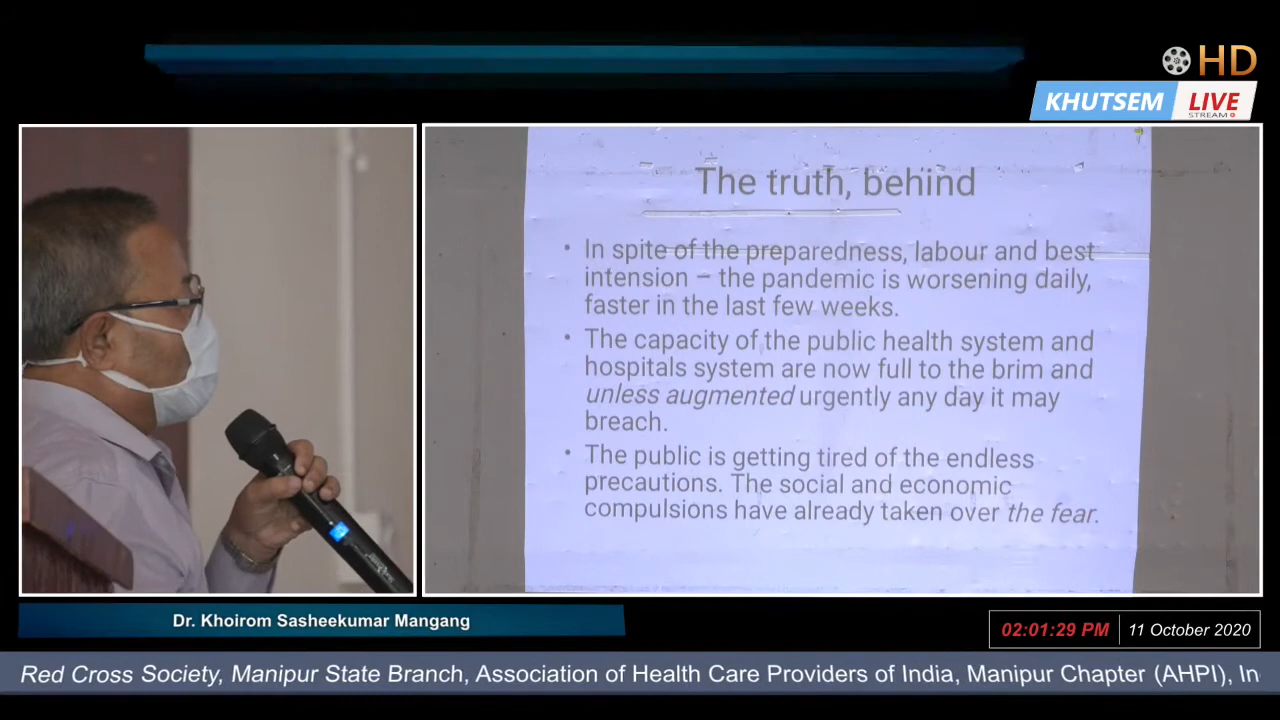 HD
KHUTSEM LIVE
STREAM
The truth, behind
• In spite of the preparedness, labour and best
intension – the pandemic is worsening daily,
faster in the last few weeks.
• The capacity of the public health system and
hospitals system are now full to the brim and
unless augmented urgently any day it may
breach.
• The public is getting tired of the endless
precautions. The social and economic
compulsions have already taken over the fear.
Dr. Khoirom Sasheekumar Mangang
02:01:29 PM 11 October 2020
Red Cross Society, Manipur State Branch, Association of Health Care Providers of India, Manipur Chapter (AHPI), In